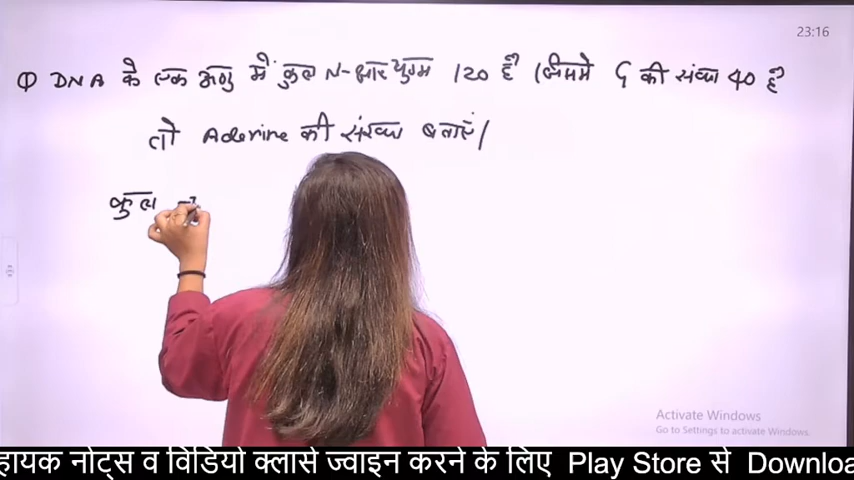 23:16
Q DNA के एक अणु में कुल N-क्षार युग्म 120 है । जिसमे G की संख्या 40 है
तो Adenine की संख्या बताएं |
कुल
Activate Windows
Go to Settings to activate Windows.
हायक नोट्स व विडियो क्लासे ज्वाइन करने के लिए Play Store से Downloa